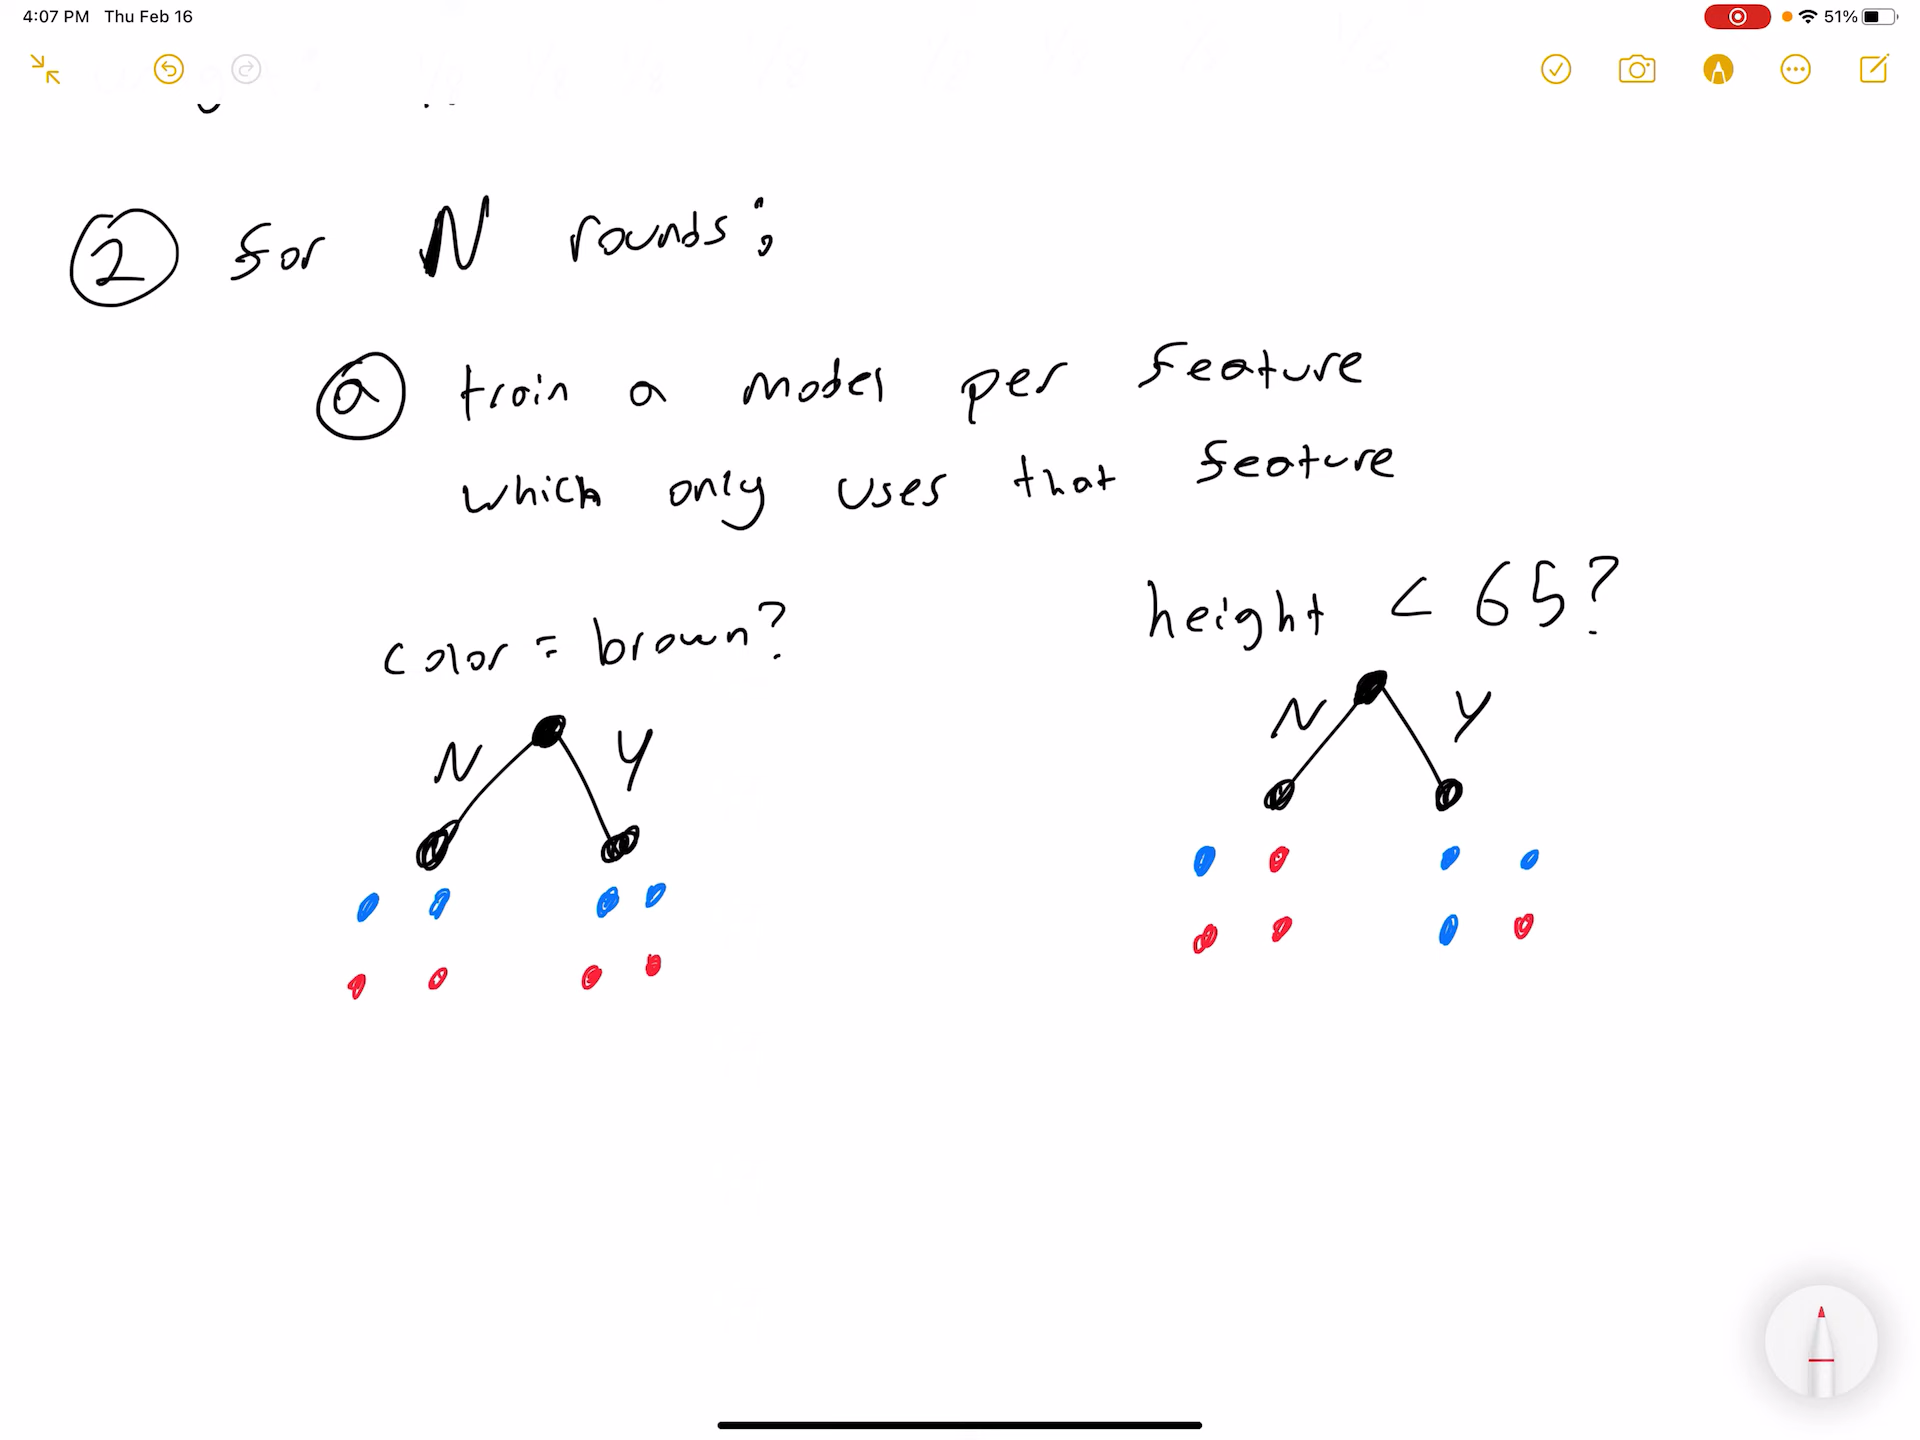 4:07 PM Thu Feb 16
51%
2 for N rounds:
a train a model per feature
which only uses that feature
color = brown?
height < 65?
N Y
N Y